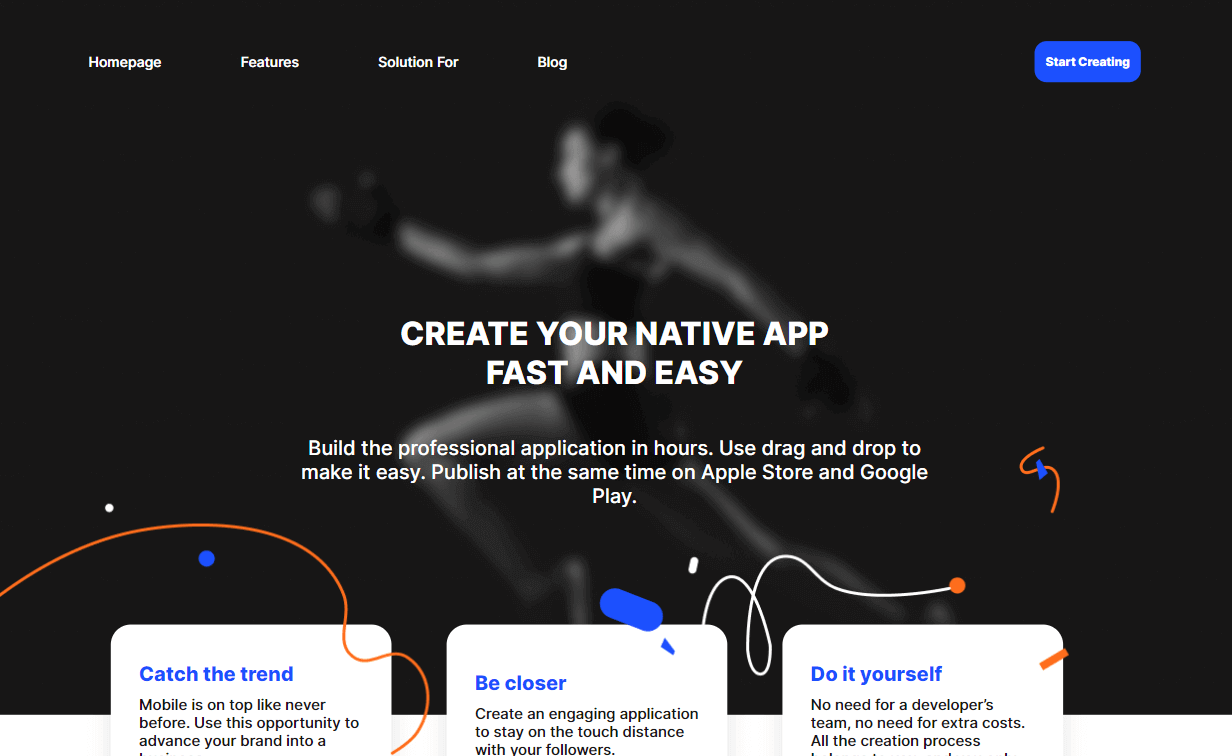 Homepage
Features
Solution For
Blog
Start Creating
CREATE YOUR NATIVE APP
FAST AND EASY
Build the professional application in hours. Use drag and drop to
make it easy. Publish at the same time on Apple Store and Google
Play.
Catch the trend
Mobile is on top like never
before. Use this opportunity to
advance your brand into a
Be closer
Create an engaging application
to stay on the touch distance
with your followers.
Do it yourself
No need for a developer’s
team, no need for extra costs.
All the creation process